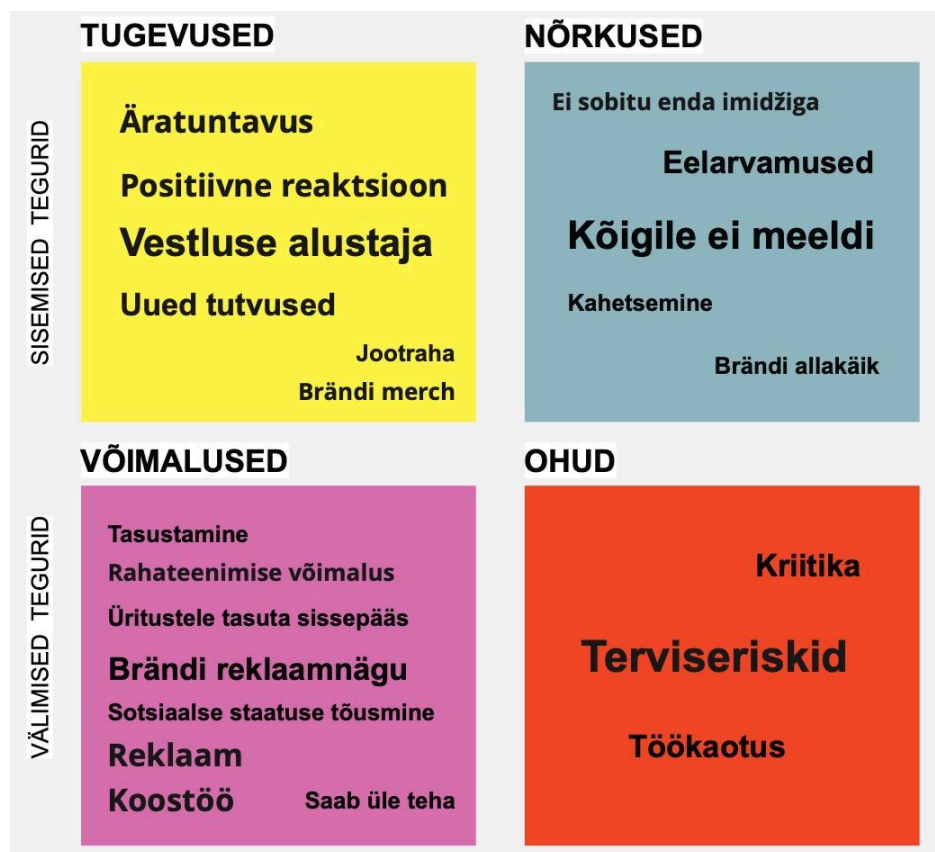 TUGEVUSED
NÕRKUSED
SISEMISED TEGURID
Äratuntavus
Positiivne reaktsioon
Vestluse alustaja
Uued tutvused
Jootraha
Brändi merch
Ei sobitu enda imidžiga
Eelarvamused
Kõigile ei meeldi
Kahetsemine
Brändi allakäik
VÕIMALUSED
OHUD
VÄLIMISED TEGURID
Tasustamine
Rahateenimise võimalus
Üritustele tasuta sissepääs
Brändi reklaamnägu
Sotsiaalse staatuse tõusmine
Reklaam
Koostöö
Saab üle teha
Kriitika
Terviseriskid
Töökaotus